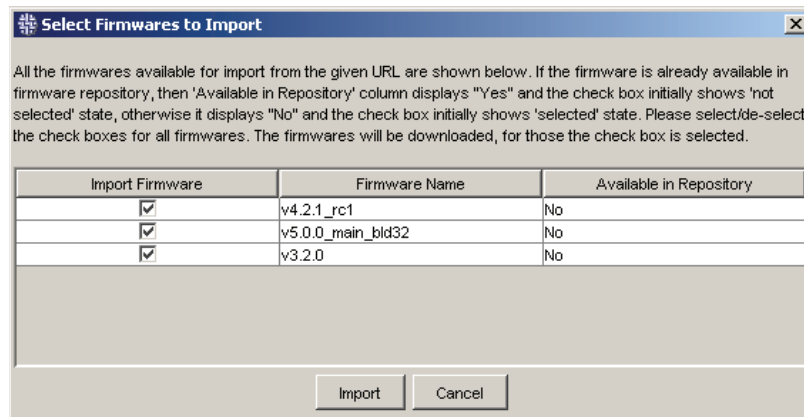 Select Firmwares to Import
All the firmwares available for import from the given URL are shown below. If the firmware is already available in
firmware repository, then 'Available in Repository' column displays "Yes" and the check box initially shows 'not
selected' state, otherwise it displays "No" and the check box initially shows 'selected' state. Please select/de-select
the check boxes for all firmwares. The firmwares will be downloaded, for those the check box is selected.
Import Firmware Firmware Name Available in Repository
v4.2.1_rc1 No
v5.0.0_main_bld32 No
v3.2.0 No
Import Cancel